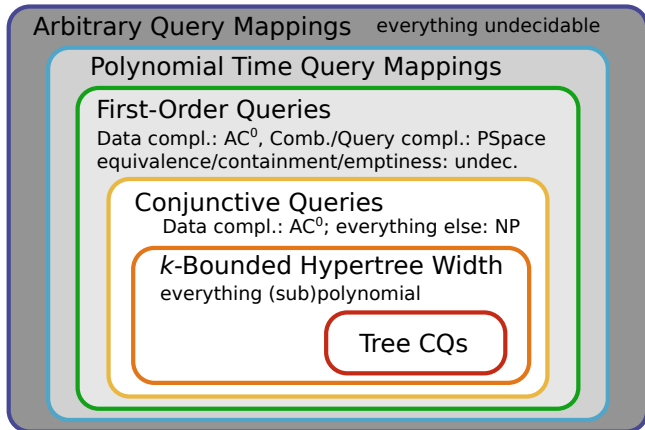 Arbitrary Query Mappings everything undecidable
Polynomial Time Query Mappings
First-Order Queries
Data compl.: AC⁰, Comb./Query compl.: PSpace
equivalence/containment/emptiness: undec.
Conjunctive Queries
Data compl.: AC⁰; everything else: NP
k-Bounded Hypertree Width
everything (sub)polynomial
Tree CQs